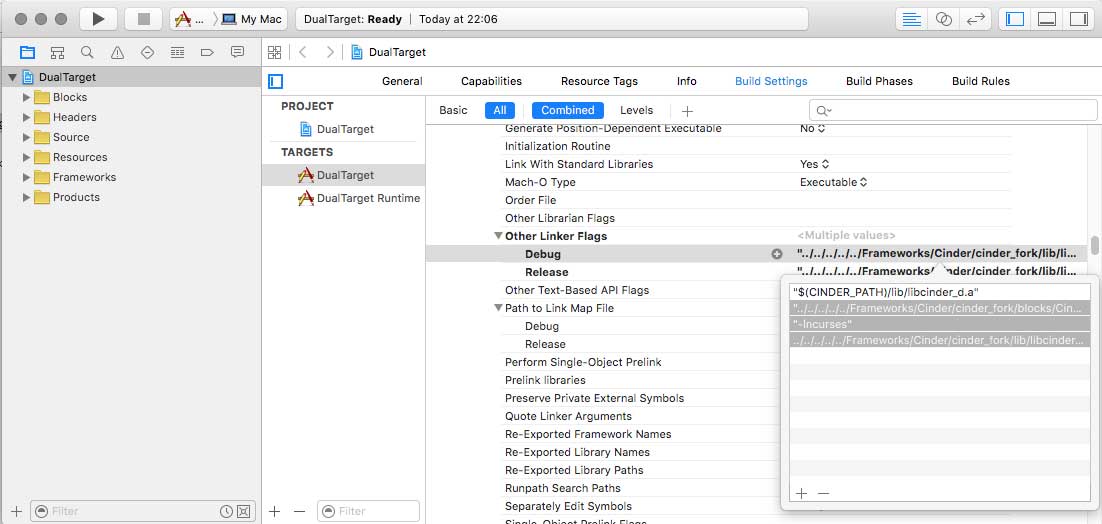 ... My Mac DualTarget: Ready | Today at 22:06
DualTarget
DualTarget
General Capabilities Resource Tags Info Build Settings Build Phases Build Rules
Blocks
Headers
Source
Resources
Frameworks
Products
PROJECT
DualTarget
TARGETS
DualTarget
DualTarget Runtime
Basic All Combined Levels +
Generate Position-Dependent Executable No
Initialization Routine
Link With Standard Libraries Yes
Mach-O Type Executable
Order File
Other Librarian Flags
Other Linker Flags <Multiple values>
Debug "../../../../../Frameworks/Cinder/cinder_fork/lib/li...
Release "../../../../../Frameworks/Cinder/cinder_fork/lib/li...
Other Text-Based API Flags
Path to Link Map File
Debug
Release
Perform Single-Object Prelink
Prelink libraries
Preserve Private External Symbols
Quote Linker Arguments
Re-Exported Framework Names
Re-Exported Library Names
Re-Exported Library Paths
Runpath Search Paths
Separately Edit Symbols
Single-Object Prelink Flags
"$(CINDER_PATH)/lib/libcinder_d.a"
"../../../../../Frameworks/Cinder/cinder_fork/blocks/Cin...
"-lncurses"
../../../../../Frameworks/Cinder/cinder_fork/lib/libcinder...
+ −
+ Filter
+ − Filter